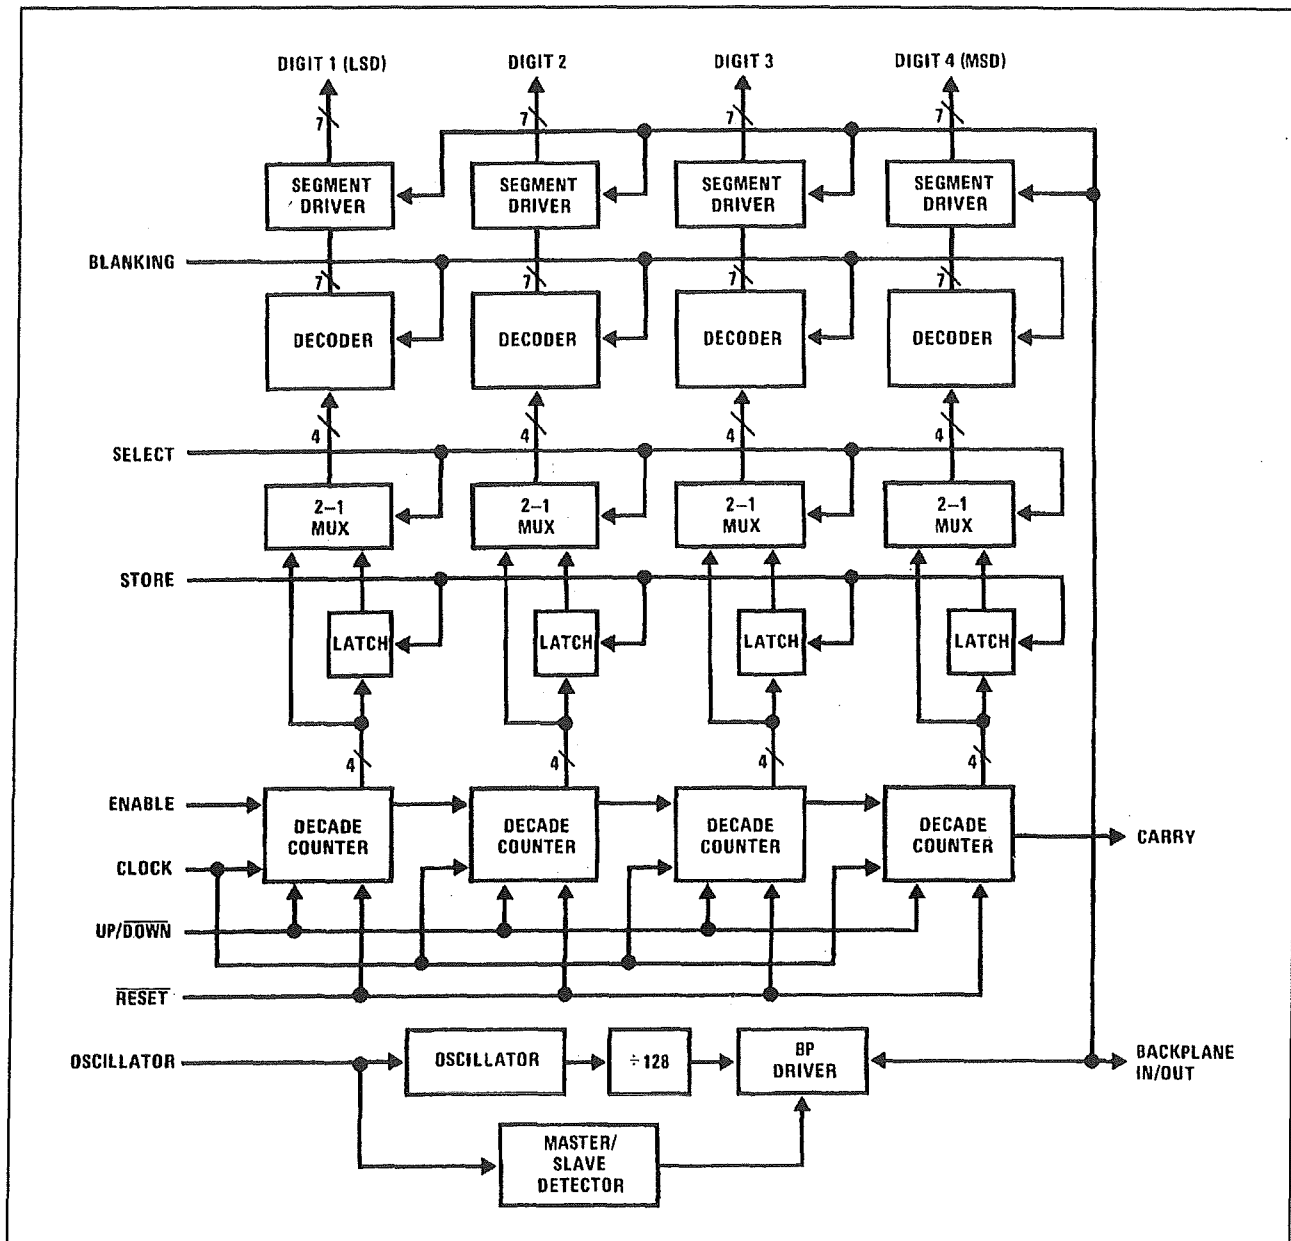 DIGIT 1 (LSD) DIGIT 2 DIGIT 3 DIGIT 4 (MSD)
7 7 7 7
SEGMENT DRIVER SEGMENT DRIVER SEGMENT DRIVER SEGMENT DRIVER
BLANKING
7 7 7 7
DECODER DECODER DECODER DECODER
4 4 4 4
SELECT
2–1 MUX 2–1 MUX 2–1 MUX 2–1 MUX
STORE
LATCH LATCH LATCH LATCH
4 4 4 4
ENABLE
DECADE COUNTER DECADE COUNTER DECADE COUNTER DECADE COUNTER
CARRY
CLOCK
UP/DOWN
RESET
OSCILLATOR
OSCILLATOR
÷128
BP DRIVER
BACKPLANE IN/OUT
MASTER/
SLAVE
DETECTOR